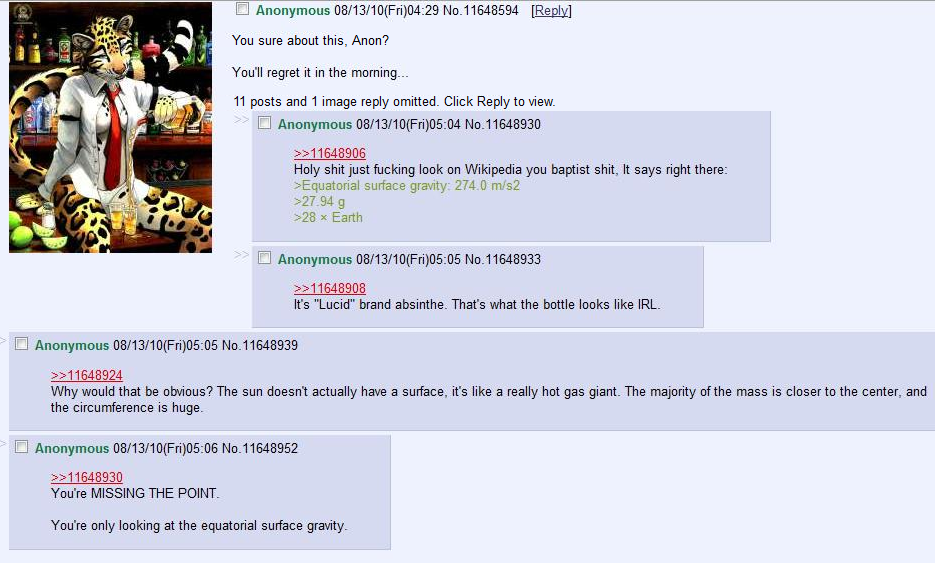 Anonymous 08/13/10(Fri)04:29 No.11648594 [Reply]
You sure about this, Anon?
You'll regret it in the morning...
11 posts and 1 image reply omitted. Click Reply to view.
>> Anonymous 08/13/10(Fri)05:04 No.11648930
>>11648906
Holy shit just fucking look on Wikipedia you baptist shit, It says right there:
>Equatorial surface gravity: 274.0 m/s2
>27.94 g
>28 × Earth
>> Anonymous 08/13/10(Fri)05:05 No.11648933
>>11648908
It's "Lucid" brand absinthe. That's what the bottle looks like IRL.
> Anonymous 08/13/10(Fri)05:05 No.11648939
>>11648924
Why would that be obvious? The sun doesn't actually have a surface, it's like a really hot gas giant. The majority of the mass is closer to the center, and
the circumference is huge.
> Anonymous 08/13/10(Fri)05:06 No.11648952
>>11648930
You're MISSING THE POINT.
You're only looking at the equatorial surface gravity.